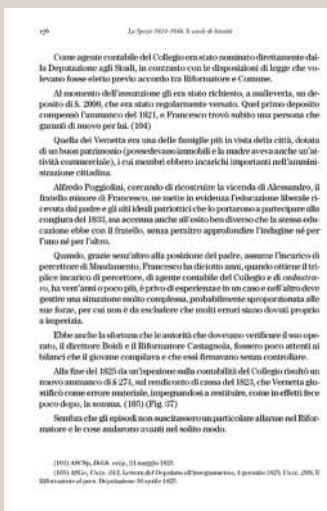 176 La Spezia 1614-1946. Il sette di Istituti
Come agente contabile del Collegio era stato nominato direttamente dal-
la Deputazione agli Studi, in contrasto con le disposizioni di legge che vo-
levano fosse eletto previo accordo tra Riformatore e Comune.
Al momento dell'assunzione gli era stato richiesto, a malleveria, un de-
posito di £. 2000, che era stato regolarmente versato. Quel primo deposito
compensò l'ammanco del 1821, e Francesco trovò subito una persona che
garantì di nuovo per lui. (104)
Quella dei Vernetta era una delle famiglie più in vista della città, dotata
di un buon patrimonio (possedevano immobili e la madre aveva anche un'at-
tività commerciale), i cui membri ebbero incarichi importanti nell'ammini-
strazione cittadina.
Alfredo Poggiolini, cercando di ricostruire la vicenda di Alessandro, il
fratello minore di Francesco, ne mette in evidenza l'educazione liberale ri-
cevuta dal padre e gli alti ideali patriottici che lo portarono a partecipare alla
congiura del 1833, ma accenna anche all'esito ben diverso che la stessa edu-
cazione ebbe con il fratello, senza peraltro approfondire l'indagine né per
l'uno né per l'altro.
Quando, grazie senz'altro alla posizione del padre, assume l'incarico di
percettore di Mandamento, Francesco ha diciotto anni, quando ottiene il tri-
plice incarico di percettore, di agente contabile del Collegio e di
ro, ha vent'anni o poco più, è privo di esperienze in un caso e nell'altro deve
gestire una situazione molto complessa, probabilmente sproporzionata alle
sue forze, per cui non è da escludere che molti errori siano dovuti proprio
a imperizia.
Ebbe anche la sfortuna che le autorità che dovevano verificare il suo ope-
rato, il direttore Boidi e il Riformatore Castagnola, fossero poco attenti ai
bilanci che il giovane compilava e che essi firmavano senza controllare.
Alla fine del 1825 da un'ispezione sulla contabilità del Collegio risultò un
nuovo ammanco di £ 274, sul rendiconto di cassa del 1823, che Vernetta giu-
stificò come errore materiale, impegnandosi a restituire, come in effetti fece
poco dopo, la somma. (105) (Fig. 37)
Sembra che gli episodi non suscitassero un particolare allarme nel Rifor-
matore e le cose andarono avanti nel solito modo.
(104) ASCSp, Delib. orig., 24 maggio 1821.
(105) ASGe, Univ. Lettera del Deputato all'Insegnamento, 4 gennaio 1825; Univ.
Riformatore al pres. Deputazione 16 aprile 1825.